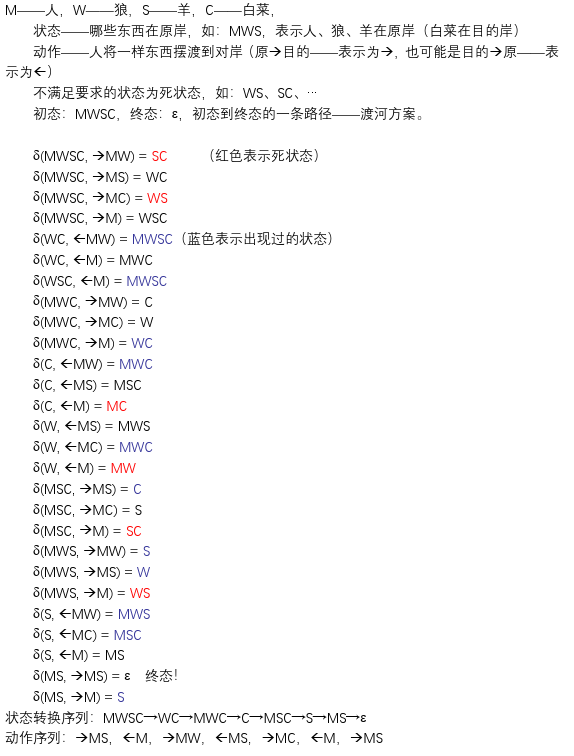 M——人，W——狼，S——羊，C——白菜，
状态——哪些东西在原岸，如：MWS，表示人、狼、羊在原岸（白菜在目的岸）
动作——人将一样东西摆渡到对岸（原→目的——表示为→，也可能是目的→原——表
示为←）
不满足要求的状态为死状态，如：WS、SC、…
初态：MWSC，终态：ε，初态到终态的一条路径——渡河方案。
δ(MWSC, →MW) = SC （红色表示死状态）
δ(MWSC, →MS) = WC
δ(MWSC, →MC) = WS
δ(MWSC, →M) = WSC
δ(WC, ←MW) = MWSC（蓝色表示出现过的状态）
δ(WC, ←M) = MWC
δ(WSC, ←M) = MWSC
δ(MWC, →MW) = C
δ(MWC, →MC) = W
δ(MWC, →M) = WC
δ(C, ←MW) = MWC
δ(C, ←MS) = MSC
δ(C, ←M) = MC
δ(W, ←MS) = MWS
δ(W, ←MC) = MWC
δ(W, ←M) = MW
δ(MSC, →MS) = C
δ(MSC, →MC) = S
δ(MSC, →M) = SC
δ(MWS, →MW) = S
δ(MWS, →MS) = W
δ(MWS, →M) = WS
δ(S, ←MW) = MWS
δ(S, ←MC) = MSC
δ(S, ←M) = MS
δ(MS, →MS) = ε 终态！
δ(MS, →M) = S
状态转换序列：MWSC→WC→MWC→C→MSC→S→MS→ε
动作序列：→MS，←M，→MW，←MS，→MC，←M，→MS